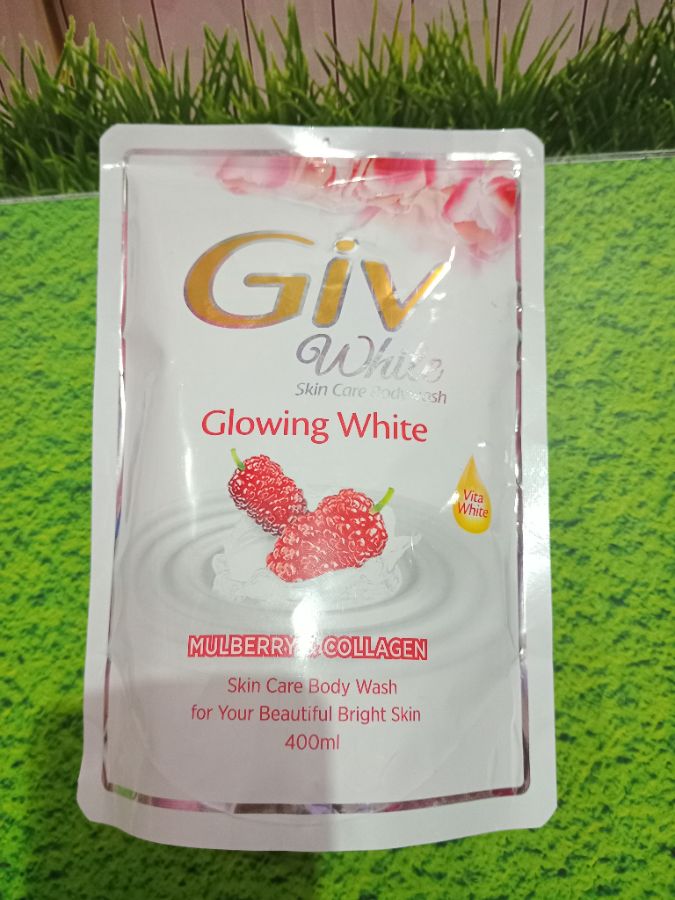 Giv
White
Skin Care Bodywash
Glowing White
Vita
White
MULBERRY & COLLAGEN
Skin Care Body Wash
for Your Beautiful Bright Skin
400ml